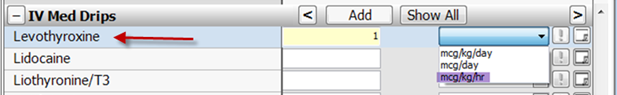 − IV Med Drips < Add Show All >
Levothyroxine 1
mcg/kg/day
Lidocaine
mcg/day
mcg/kg/hr
Liothyronine/T3